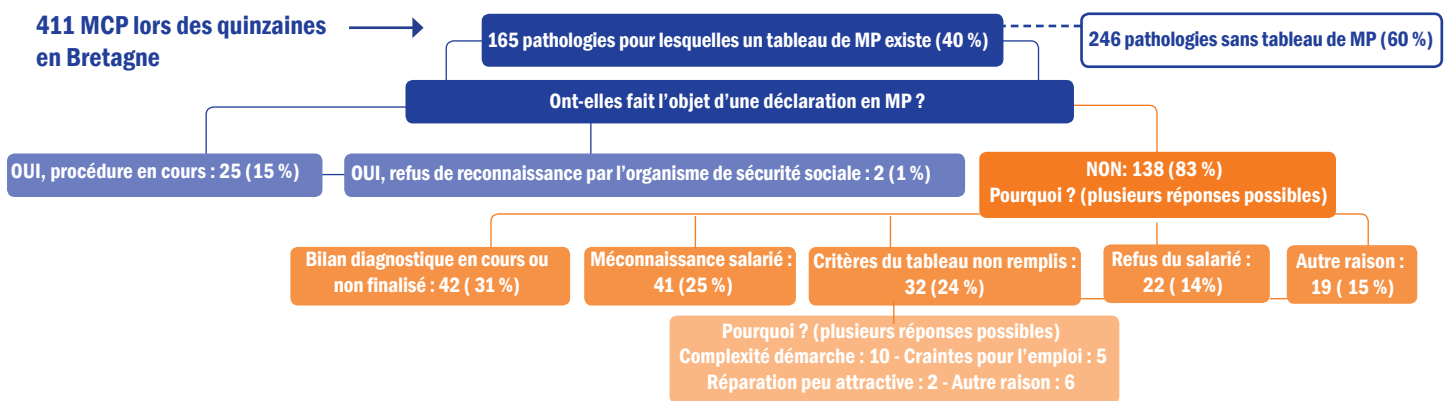 411 MCP lors des quinzaines
en Bretagne
165 pathologies pour lesquelles un tableau de MP existe (40 %)
246 pathologies sans tableau de MP (60 %)
Ont-elles fait l'objet d'une déclaration en MP ?
OUI, procédure en cours : 25 (15 %)
OUI, refus de reconnaissance par l'organisme de sécurité sociale : 2 (1 %)
NON: 138 (83 %)
Pourquoi ? (plusieurs réponses possibles)
Bilan diagnostique en cours ou
non finalisé : 42 ( 31 %)
Méconnaissance salarié :
41 (25 %)
Critères du tableau non remplis :
32 (24 %)
Refus du salarié :
22 ( 14%)
Autre raison :
19 ( 15 %)
Pourquoi ? (plusieurs réponses possibles)
Complexité démarche : 10 - Craintes pour l'emploi : 5
Réparation peu attractive : 2 - Autre raison : 6